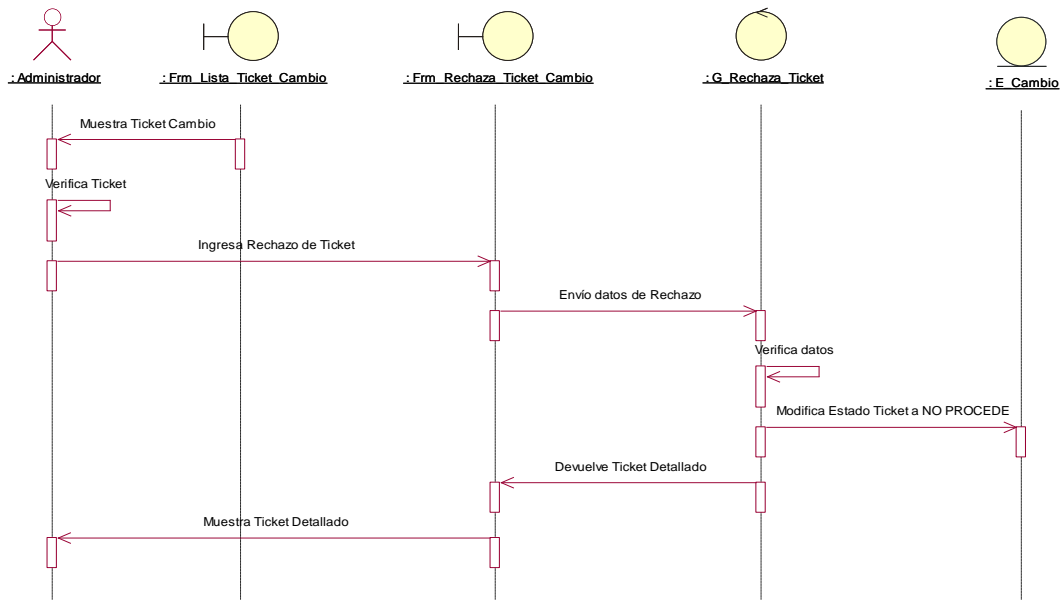 : Administrador
: Frm_Lista_Ticket_Cambio
: Frm_Rechaza_Ticket_Cambio
: G_Rechaza_Ticket
: E_Cambio
Muestra Ticket Cambio
Verifica Ticket
Ingresa Rechazo de Ticket
Envío datos de Rechazo
Verifica datos
Modifica Estado Ticket a NO PROCEDE
Devuelve Ticket Detallado
Muestra Ticket Detallado